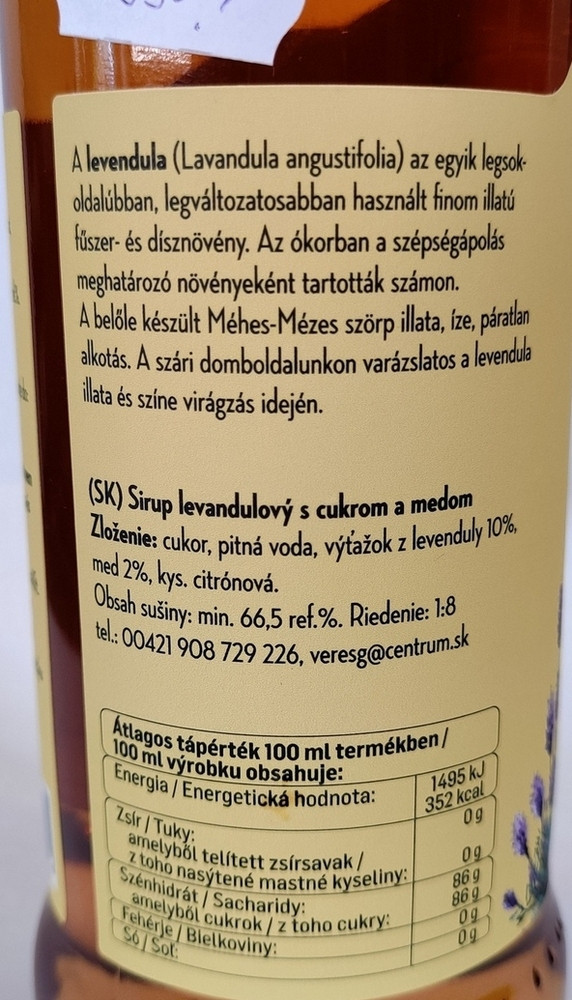 A levendula (Lavandula angustifolia) az egyik legsok-
oldalúbban, legváltozatosabban használt finom illatú
fűszer- és dísznövény. Az ókorban a szépségápolás
meghatározó növényeként tartották számon.
A belőle készült Méhes-Mézes szörp illata, íze, páratlan
alkotás. A szári domboldalunkon varázslatos a levendula
illata és színe virágzás idején.
(SK) Sirup levandulový s cukrom a medom
Zloženie: cukor, pitná voda, výťažok z levenduly 10%,
med 2%, kys. citrónová.
Obsah sušiny: min. 66,5 ref.%. Riedenie: 1:8
tel.: 00421 908 729 226, veresg@centrum.sk
Átlagos tápérték 100 ml termékben /
100 ml výrobku obsahuje:
Energia / Energetická hodnota: 1495 kJ
352 kcal
Zsír / Tuky: 0 g
amelyből telített zsírsavak /
z toho nasýtené mastné kyseliny: 0 g
Szénhidrát / Sacharidy: 86 g
amelyből cukrok / z toho cukry: 86 g
Fehérje / Bielkoviny: 0 g
Só / Soľ: 0 g